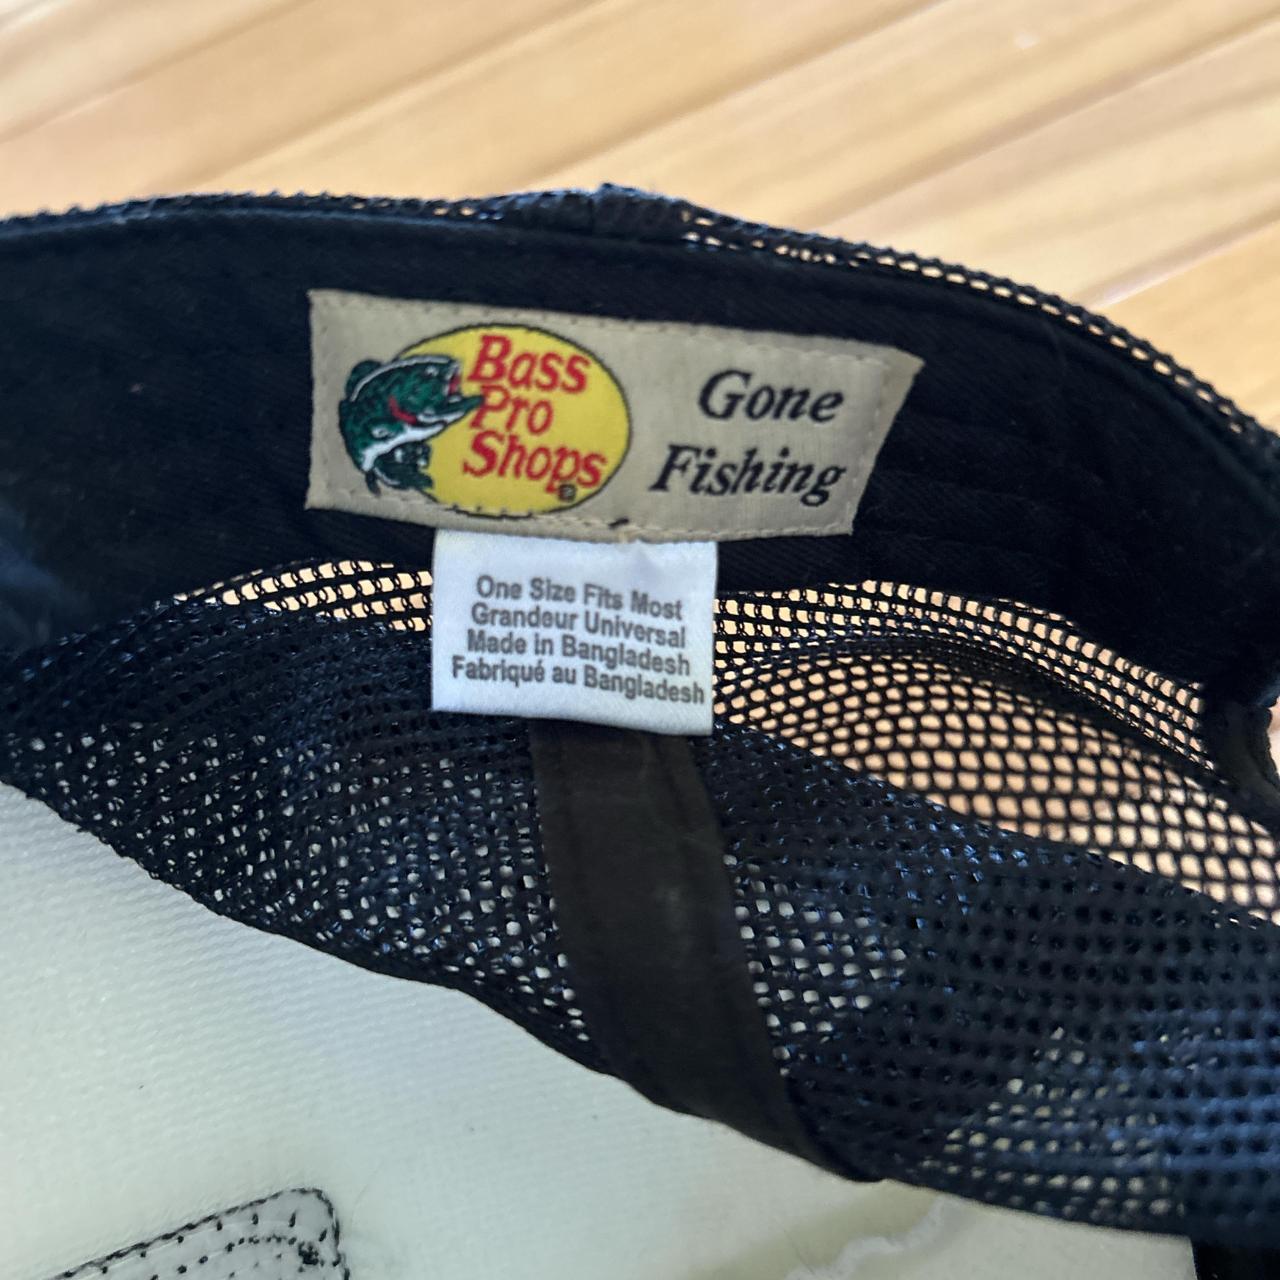 Bass
Pro
Shops
Gone
Fishing
One Size Fits Most
Grandeur Universal
Made in Bangladesh
Fabriqué au Bangladesh